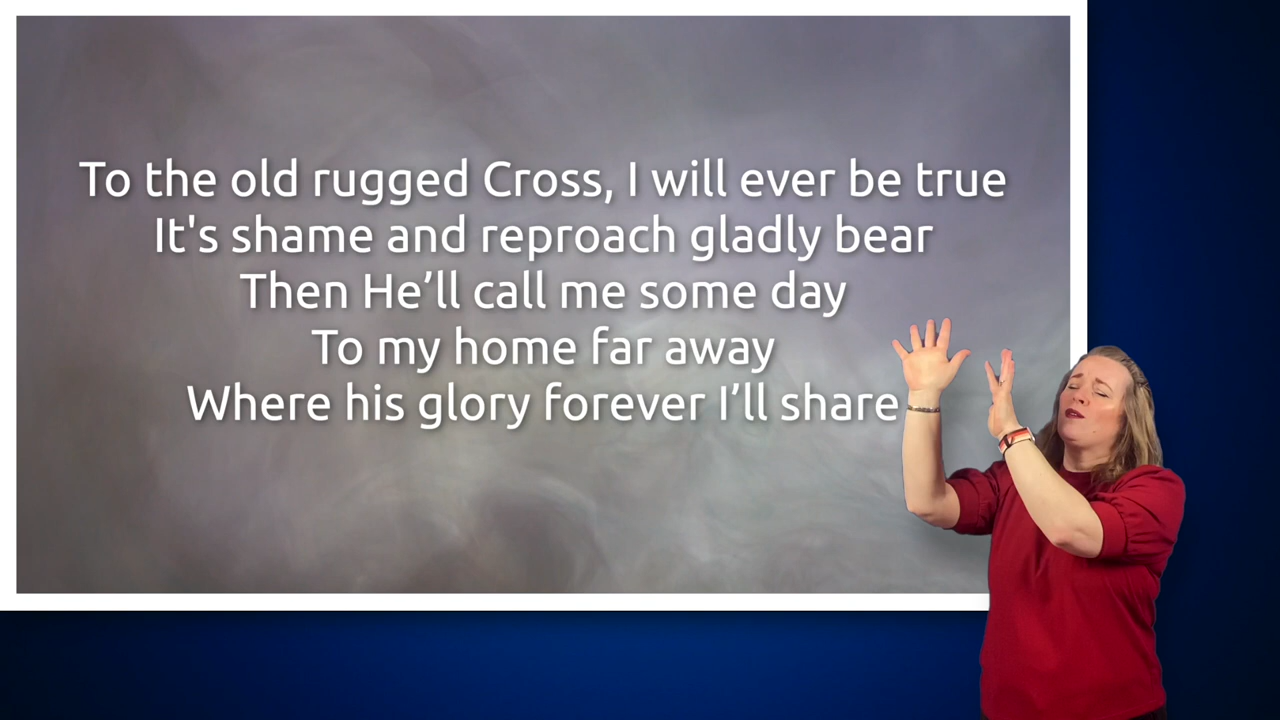 To the old rugged Cross, I will ever be true
It's shame and reproach gladly bear
Then He’ll call me some day
To my home far away
Where his glory forever I’ll share